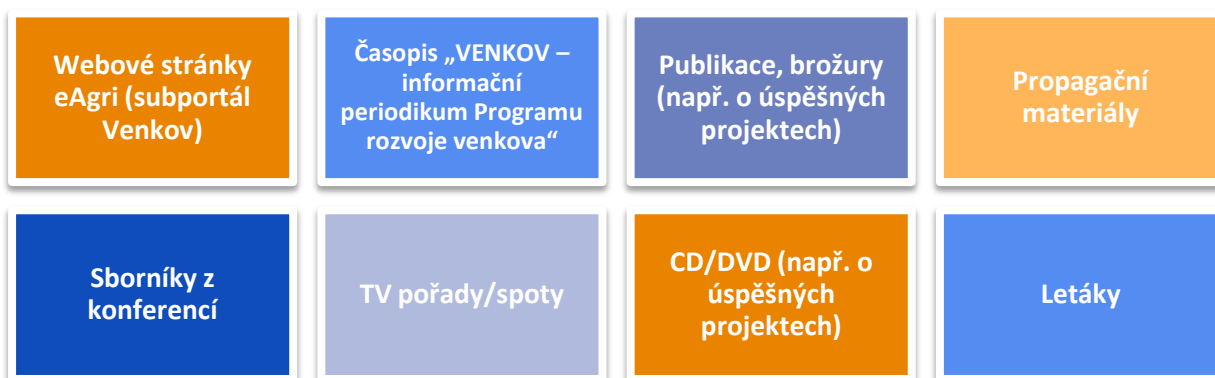 Webové stránky
eAgri (subportál
Venkov)
Časopis „VENKOV –
informační
periodikum Programu
rozvoje venkova“
Publikace, brožury
(např. o úspěšných
projektech)
Propagační
materiály
Sborníky z
konferencí
TV pořady/spoty
CD/DVD (např. o
úspěšných
projektech)
Letáky